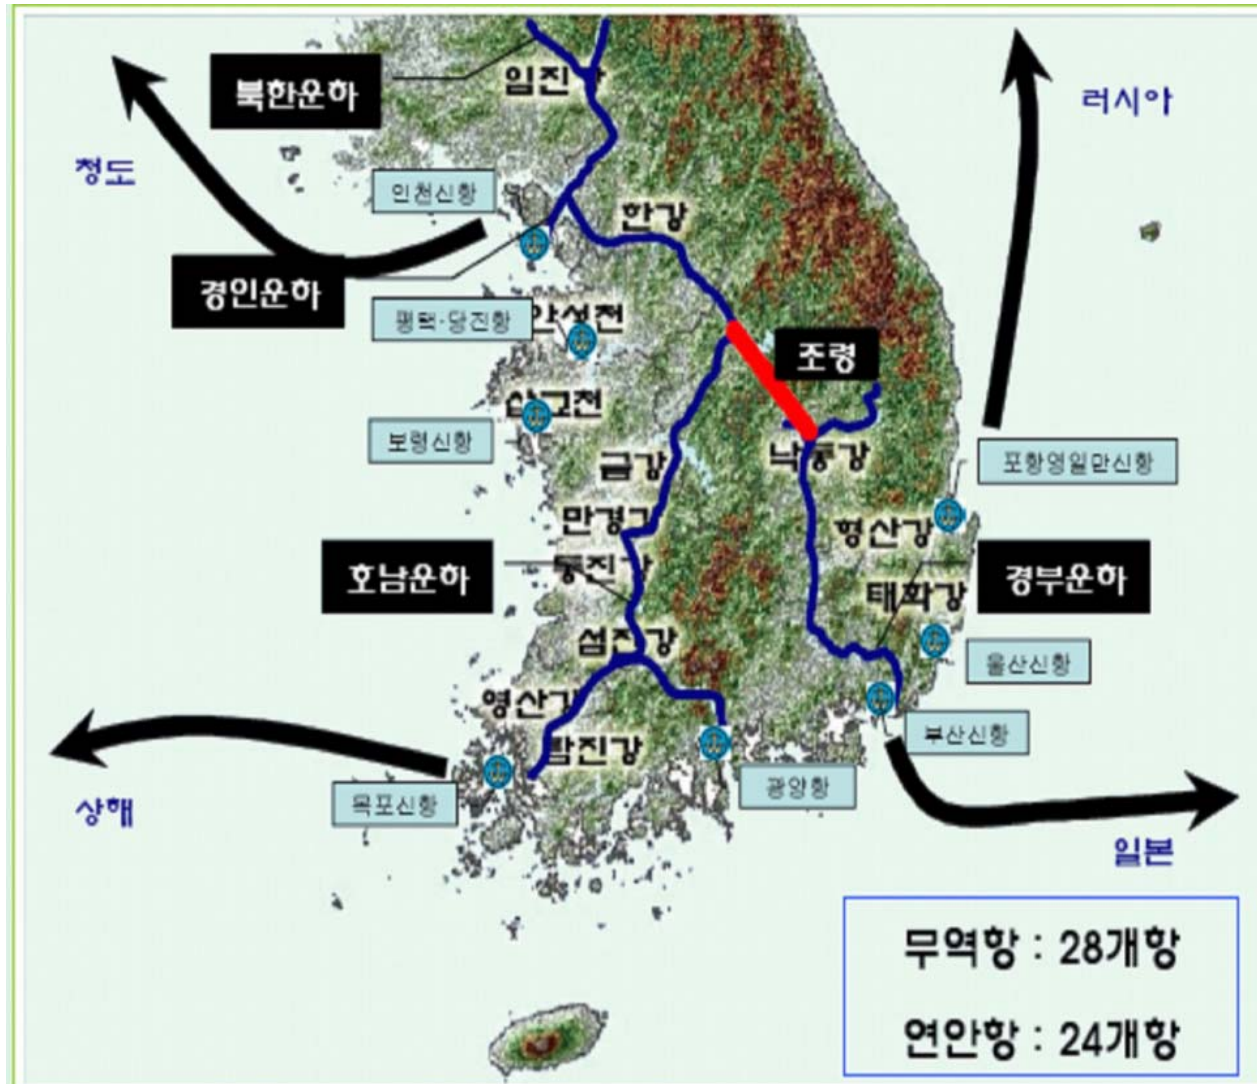 북한운하
임진
러시아
청도
인천신항
한강
경인운하
평택·당진항
안성천
조령
삽교천
보령신항
낙동강
금강
포항영일만신항
만경강
형산강
호남운하
동진강
경부운하
태화강
섬진강
울산신항
영산강
부산신항
탐진강
광양항
목포신항
상해
일본
무역항 : 28개항
연안항 : 24개항